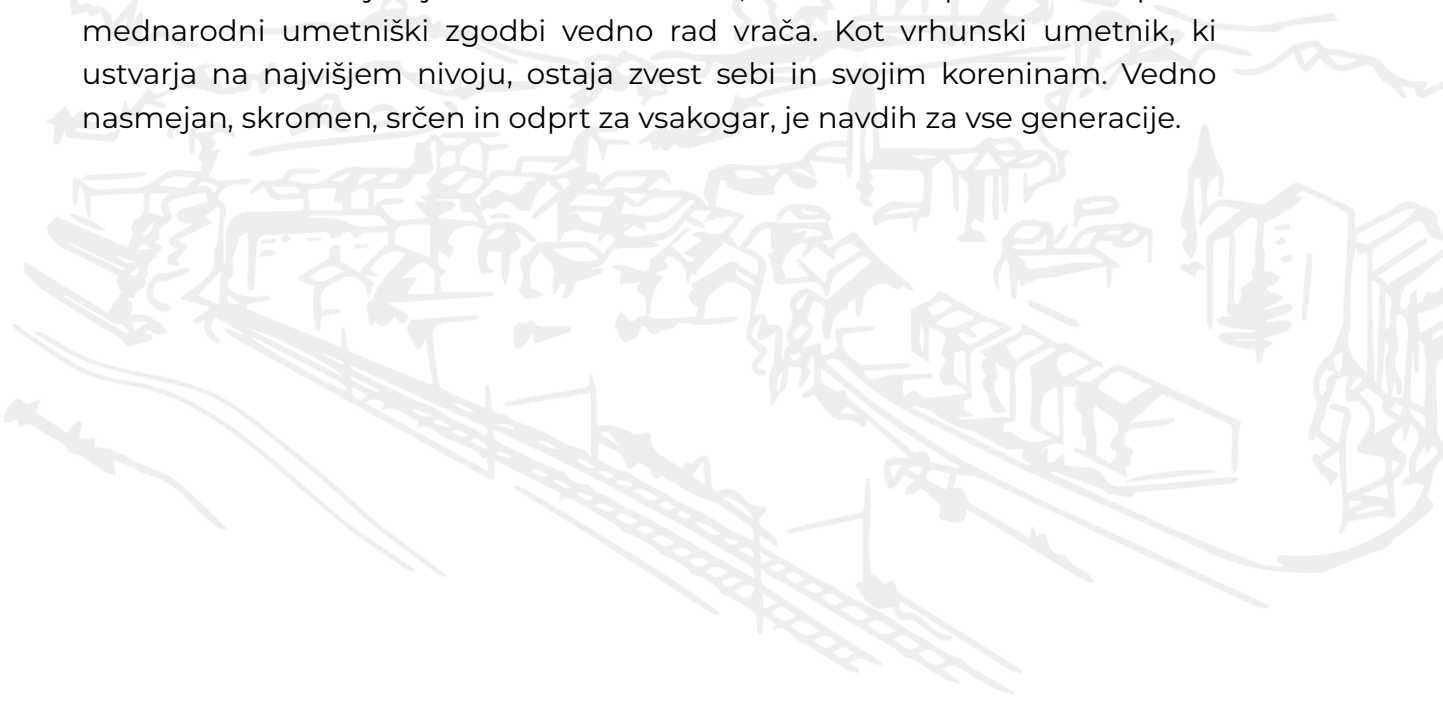 mednarodni umetniški zgodbi vedno rad vrača. Kot vrhunski umetnik, ki
ustvarja na najvišjem nivoju, ostaja zvest sebi in svojim koreninam. Vedno
nasmejan, skromen, srčen in odprt za vsakogar, je navdih za vse generacije.